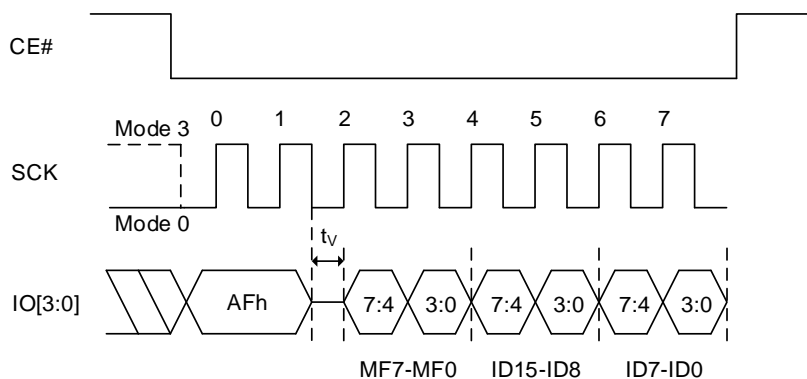 CE#
Mode 3
0 1 2 3 4 5 6 7
SCK
Mode 0
tV
IO[3:0]
AFh
7:4 3:0 7:4 3:0 7:4 3:0
MF7-MF0 ID15-ID8 ID7-ID0